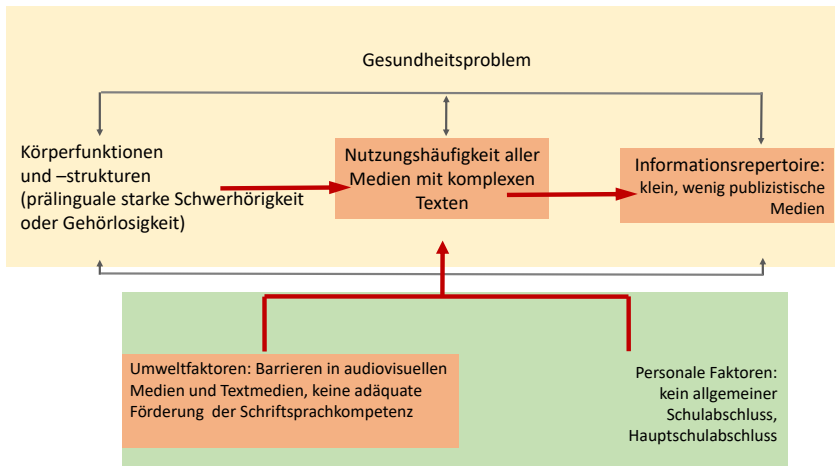 Gesundheitsproblem
Körperfunktionen
und –strukturen
(prälinguale starke Schwerhörigkeit
oder Gehörlosigkeit)
Nutzungshäufigkeit aller
Medien mit komplexen
Texten
Informationsrepertoire:
klein, wenig publizistische
Medien
Umweltfaktoren: Barrieren in audiovisuellen
Medien und Textmedien, keine adäquate
Förderung der Schriftsprachkompetenz
Personale Faktoren:
kein allgemeiner
Schulabschluss,
Hauptschulabschluss